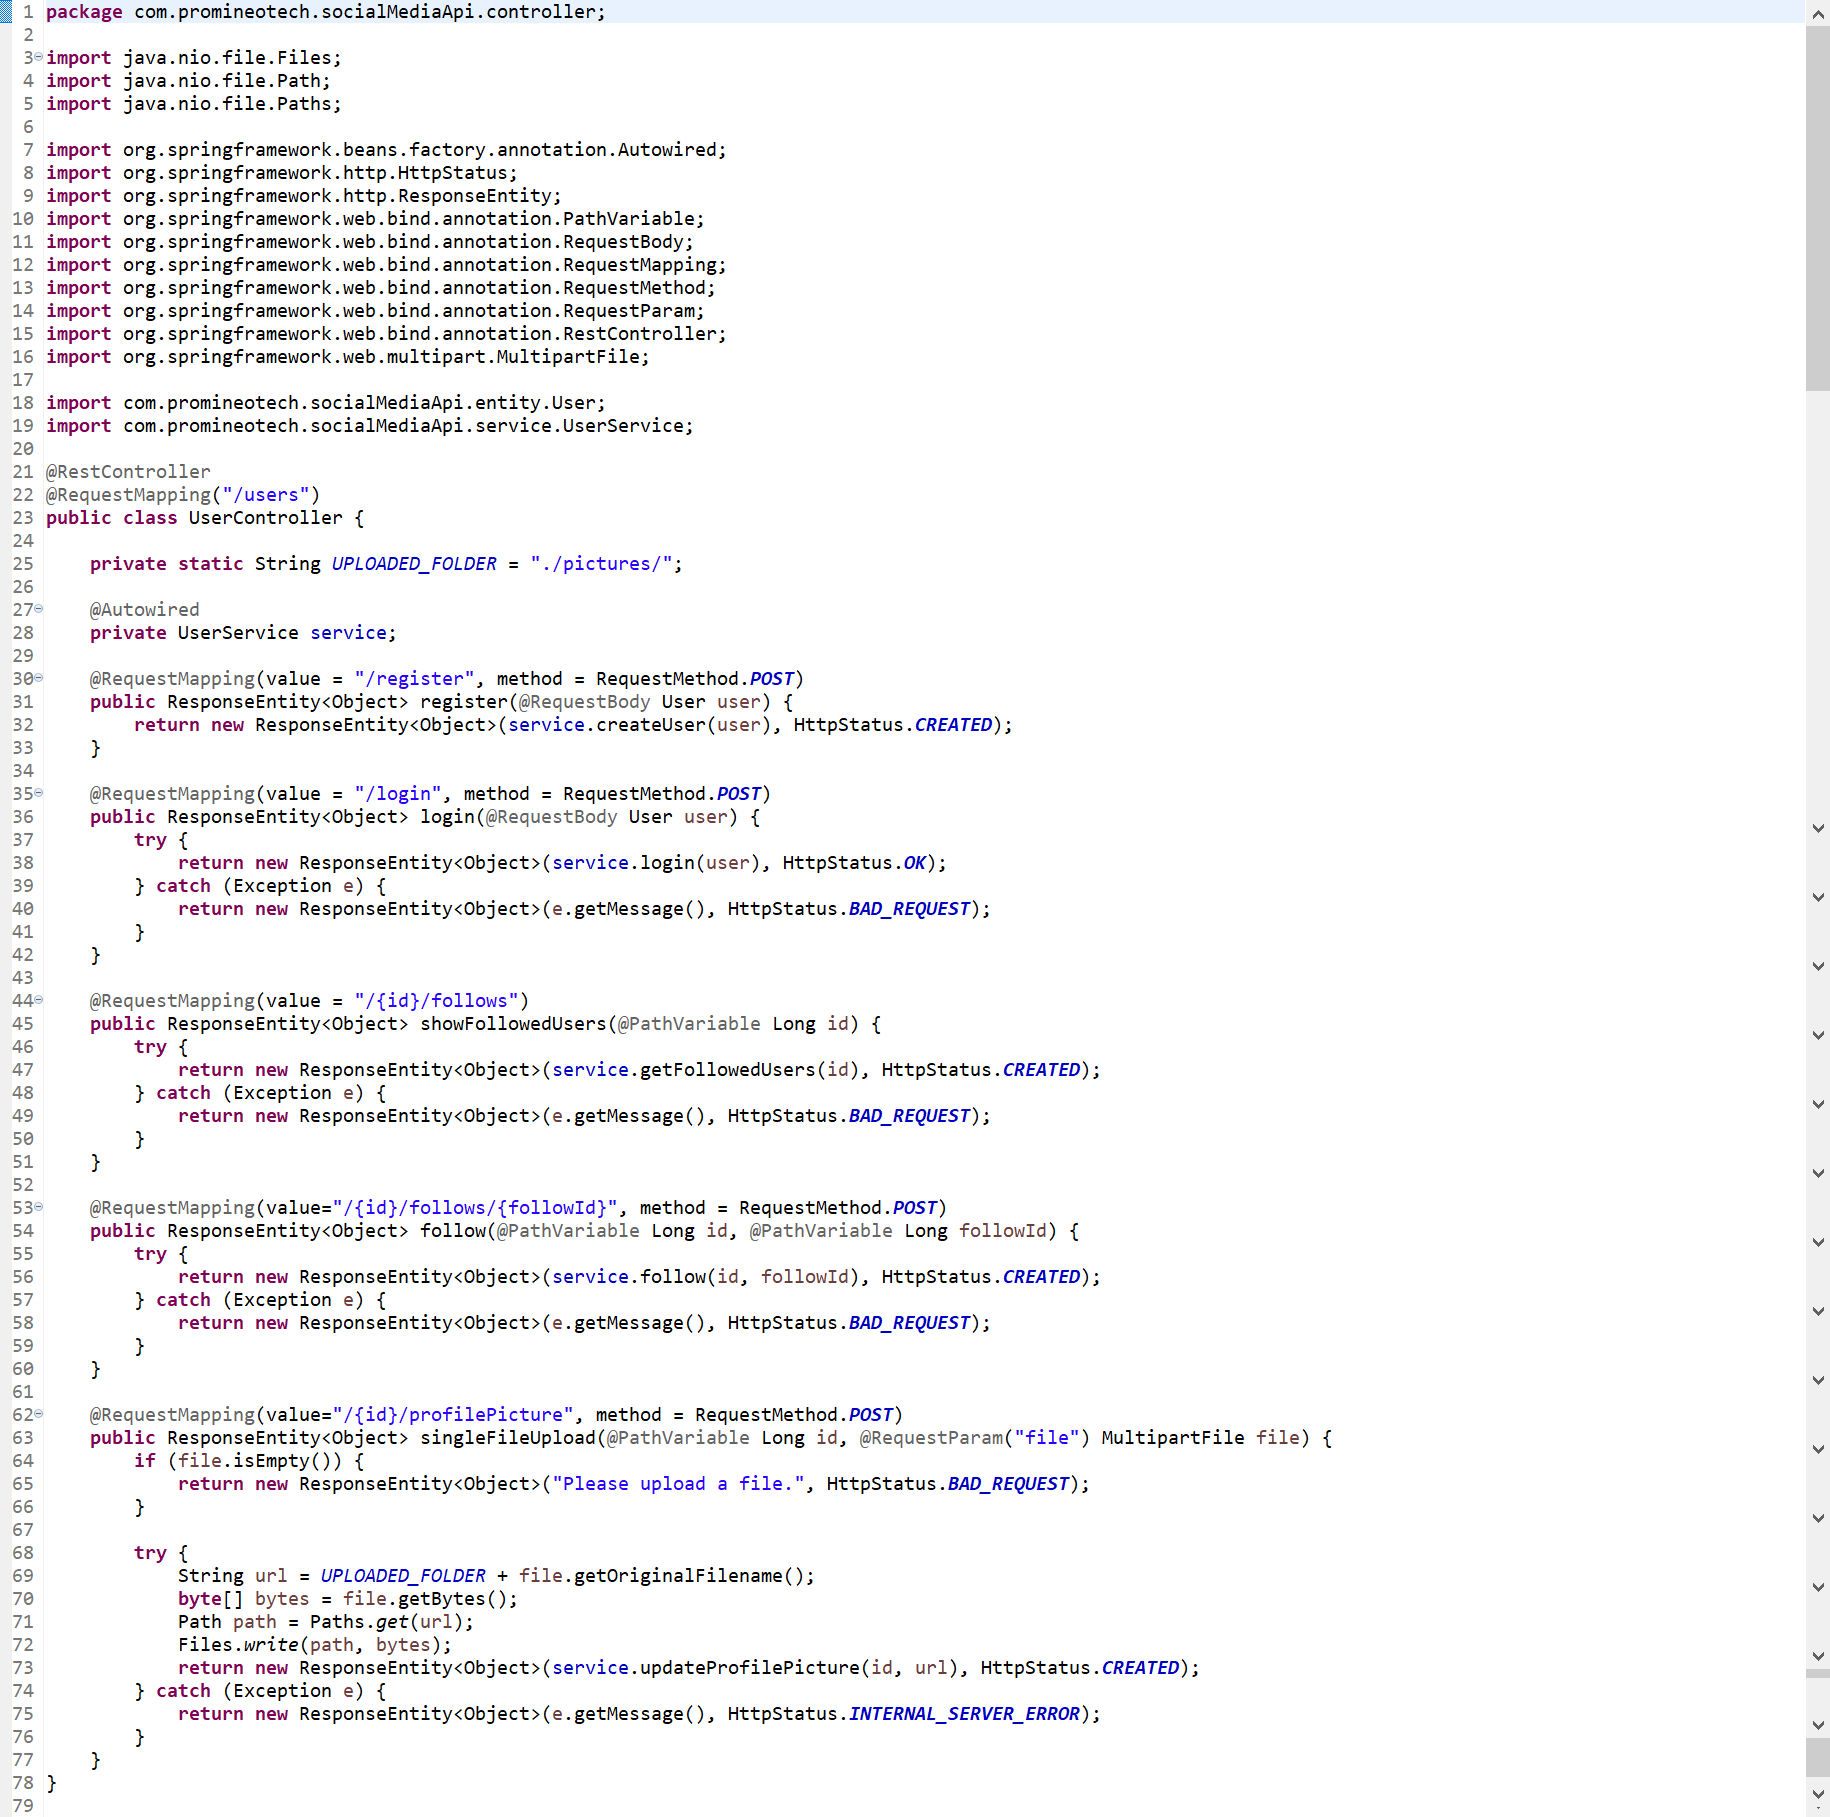 1 package com.promineotech.socialMediaApi.controller;
2
3 import java.nio.file.Files;
4 import java.nio.file.Path;
5 import java.nio.file.Paths;
6
7 import org.springframework.beans.factory.annotation.Autowired;
8 import org.springframework.http.HttpStatus;
9 import org.springframework.http.ResponseEntity;
10 import org.springframework.web.bind.annotation.PathVariable;
11 import org.springframework.web.bind.annotation.RequestBody;
12 import org.springframework.web.bind.annotation.RequestMapping;
13 import org.springframework.web.bind.annotation.RequestMethod;
14 import org.springframework.web.bind.annotation.RequestParam;
15 import org.springframework.web.bind.annotation.RestController;
16 import org.springframework.web.multipart.MultipartFile;
17
18 import com.promineotech.socialMediaApi.entity.User;
19 import com.promineotech.socialMediaApi.service.UserService;
20
21 @RestController
22 @RequestMapping("/users")
23 public class UserController {
24
25     private static String UPLOADED_FOLDER = "./pictures/";
26
27     @Autowired
28     private UserService service;
29
30     @RequestMapping(value = "/register", method = RequestMethod.POST)
31     public ResponseEntity<Object> register(@RequestBody User user) {
32         return new ResponseEntity<Object>(service.createUser(user), HttpStatus.CREATED);
33     }
34
35     @RequestMapping(value = "/login", method = RequestMethod.POST)
36     public ResponseEntity<Object> login(@RequestBody User user) {
37         try {
38             return new ResponseEntity<Object>(service.login(user), HttpStatus.OK);
39         } catch (Exception e) {
40             return new ResponseEntity<Object>(e.getMessage(), HttpStatus.BAD_REQUEST);
41         }
42     }
43
44     @RequestMapping(value = "/{id}/follows")
45     public ResponseEntity<Object> showFollowedUsers(@PathVariable Long id) {
46         try {
47             return new ResponseEntity<Object>(service.getFollowedUsers(id), HttpStatus.CREATED);
48         } catch (Exception e) {
49             return new ResponseEntity<Object>(e.getMessage(), HttpStatus.BAD_REQUEST);
50         }
51     }
52
53     @RequestMapping(value="/{id}/follows/{followId}", method = RequestMethod.POST)
54     public ResponseEntity<Object> follow(@PathVariable Long id, @PathVariable Long followId) {
55         try {
56             return new ResponseEntity<Object>(service.follow(id, followId), HttpStatus.CREATED);
57         } catch (Exception e) {
58             return new ResponseEntity<Object>(e.getMessage(), HttpStatus.BAD_REQUEST);
59         }
60     }
61
62     @RequestMapping(value="/{id}/profilePicture", method = RequestMethod.POST)
63     public ResponseEntity<Object> singleFileUpload(@PathVariable Long id, @RequestParam("file") MultipartFile file) {
64         if (file.isEmpty()) {
65             return new ResponseEntity<Object>("Please upload a file.", HttpStatus.BAD_REQUEST);
66         }
67
68         try {
69             String url = UPLOADED_FOLDER + file.getOriginalFilename();
70             byte[] bytes = file.getBytes();
71             Path path = Paths.get(url);
72             Files.write(path, bytes);
73             return new ResponseEntity<Object>(service.updateProfilePicture(id, url), HttpStatus.CREATED);
74         } catch (Exception e) {
75             return new ResponseEntity<Object>(e.getMessage(), HttpStatus.INTERNAL_SERVER_ERROR);
76         }
77     }
78 }
79